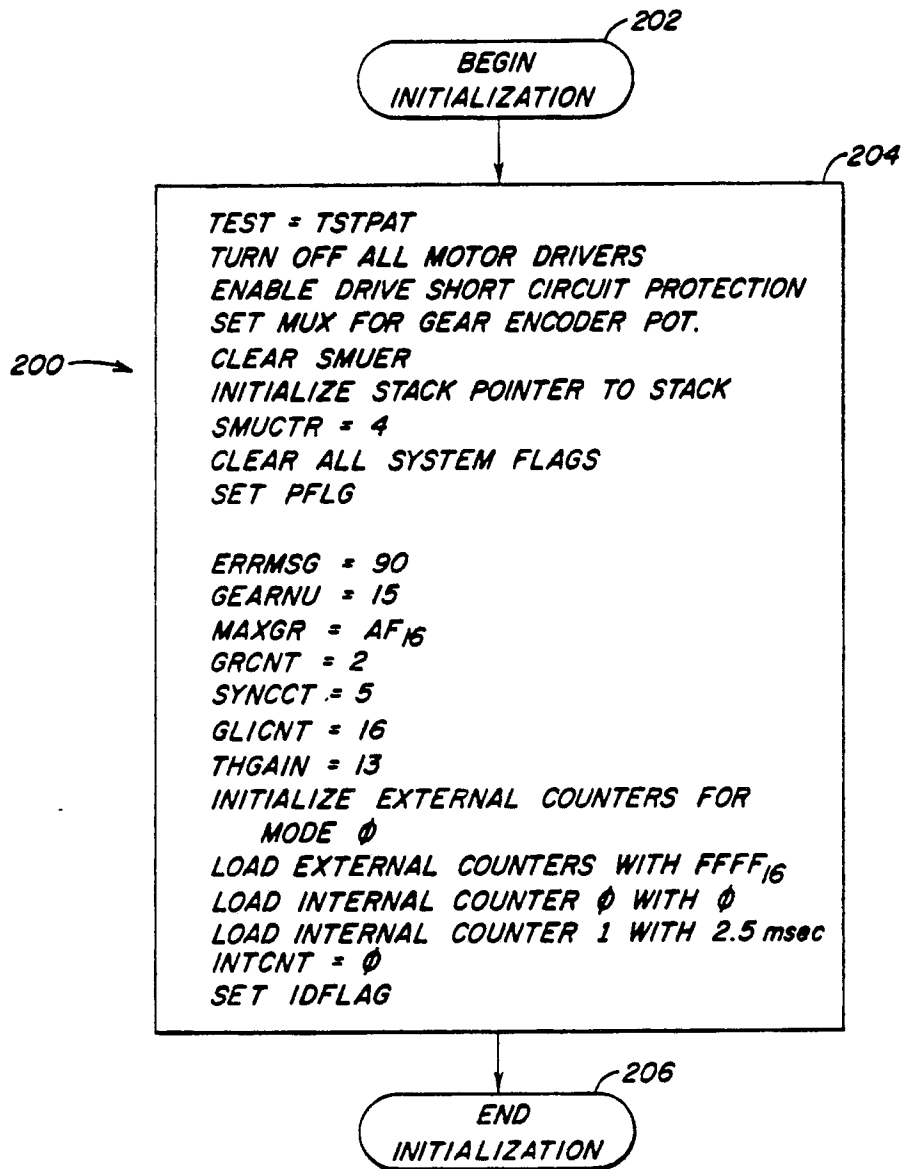 202
BEGIN
INITIALIZATION
204
TEST = TSTPAT
TURN OFF ALL MOTOR DRIVERS
ENABLE DRIVE SHORT CIRCUIT PROTECTION
SET MUX FOR GEAR ENCODER POT.
200
CLEAR SMUER
INITIALIZE STACK POINTER TO STACK
SMUCTR = 4
CLEAR ALL SYSTEM FLAGS
SET PFLG
ERRMSG = 90
GEARNU = 15
MAXGR = AF₁₆
GRCNT = 2
SYNCCT = 5
GLICNT = 16
THGAIN = 13
INITIALIZE EXTERNAL COUNTERS FOR
MODE ϕ
LOAD EXTERNAL COUNTERS WITH FFFF₁₆
LOAD INTERNAL COUNTER ϕ WITH ϕ
LOAD INTERNAL COUNTER 1 WITH 2.5 msec
INTCNT = ϕ
SET IDFLAG
206
END
INITIALIZATION